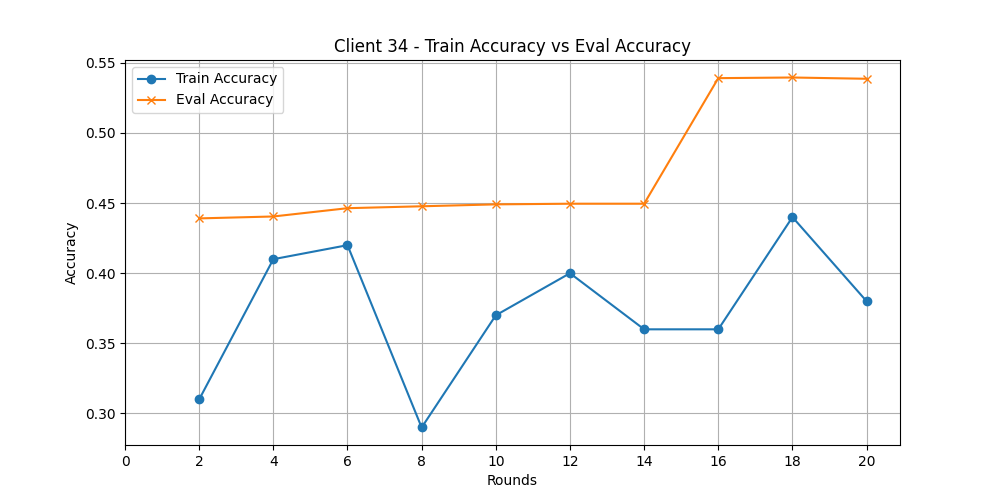 Client 34 - Train Accuracy vs Eval Accuracy
Train Accuracy
Eval Accuracy
Accuracy
0.55
0.50
0.45
0.40
0.35
0.30
0 2 4 6 8 10 12 14 16 18 20
Rounds